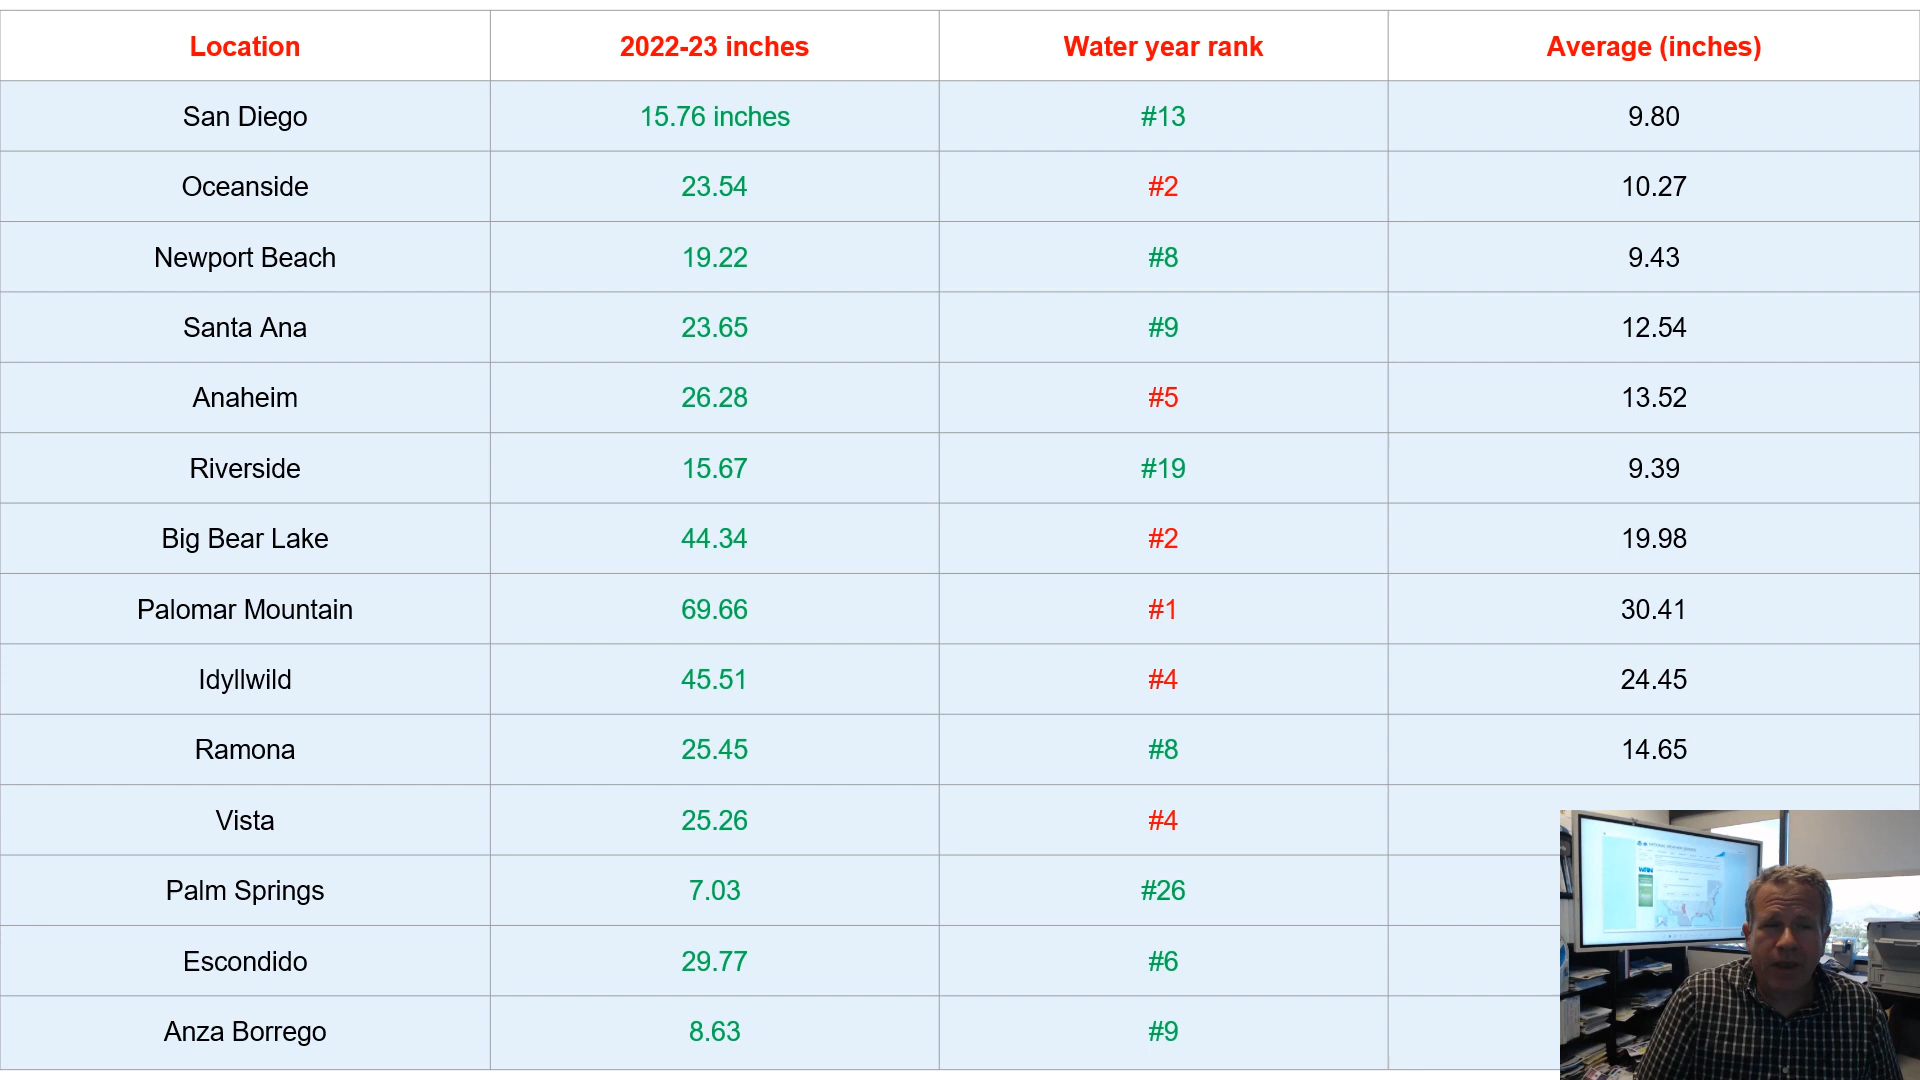 Location 2022-23 inches Water year rank Average (inches)
San Diego 15.76 inches #13 9.80
Oceanside 23.54 #2 10.27
Newport Beach 19.22 #8 9.43
Santa Ana 23.65 #9 12.54
Anaheim 26.28 #5 13.52
Riverside 15.67 #19 9.39
Big Bear Lake 44.34 #2 19.98
Palomar Mountain 69.66 #1 30.41
Idyllwild 45.51 #4 24.45
Ramona 25.45 #8 14.65
Vista 25.26 #4
Palm Springs 7.03 #26
Escondido 29.77 #6
Anza Borrego 8.63 #9